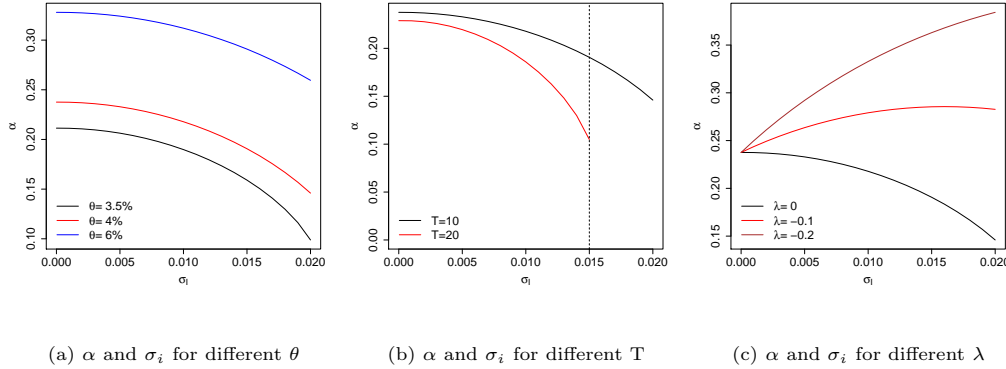 0.10 0.15 0.20 0.25 0.30
α
0.000 0.005 0.010 0.015 0.020
σI
θ= 3.5%
θ= 4%
θ= 6%
0.00 0.05 0.10 0.15 0.20
α
0.000 0.005 0.010 0.015 0.020
σI
T=10
T=20
0.15 0.20 0.25 0.30 0.35
α
0.000 0.005 0.010 0.015 0.020
σI
λ= 0
λ= −0.1
λ= −0.2
(a) α and σi for different θ
(b) α and σi for different T
(c) α and σi for different λ